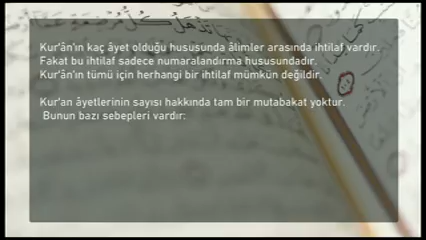 Kur'ân'ın kaç âyet olduğu hususunda âlimler arasında ihtilaf vardır.
Fakat bu ihtilaf sadece numaralandırma hususundadır.
Kur'ân'ın tümü için herhangi bir ihtilaf mümkün değildir.
Kur'an âyetlerinin sayısı hakkında tam bir mutabakat yoktur.
Bunun bazı sebepleri vardır: